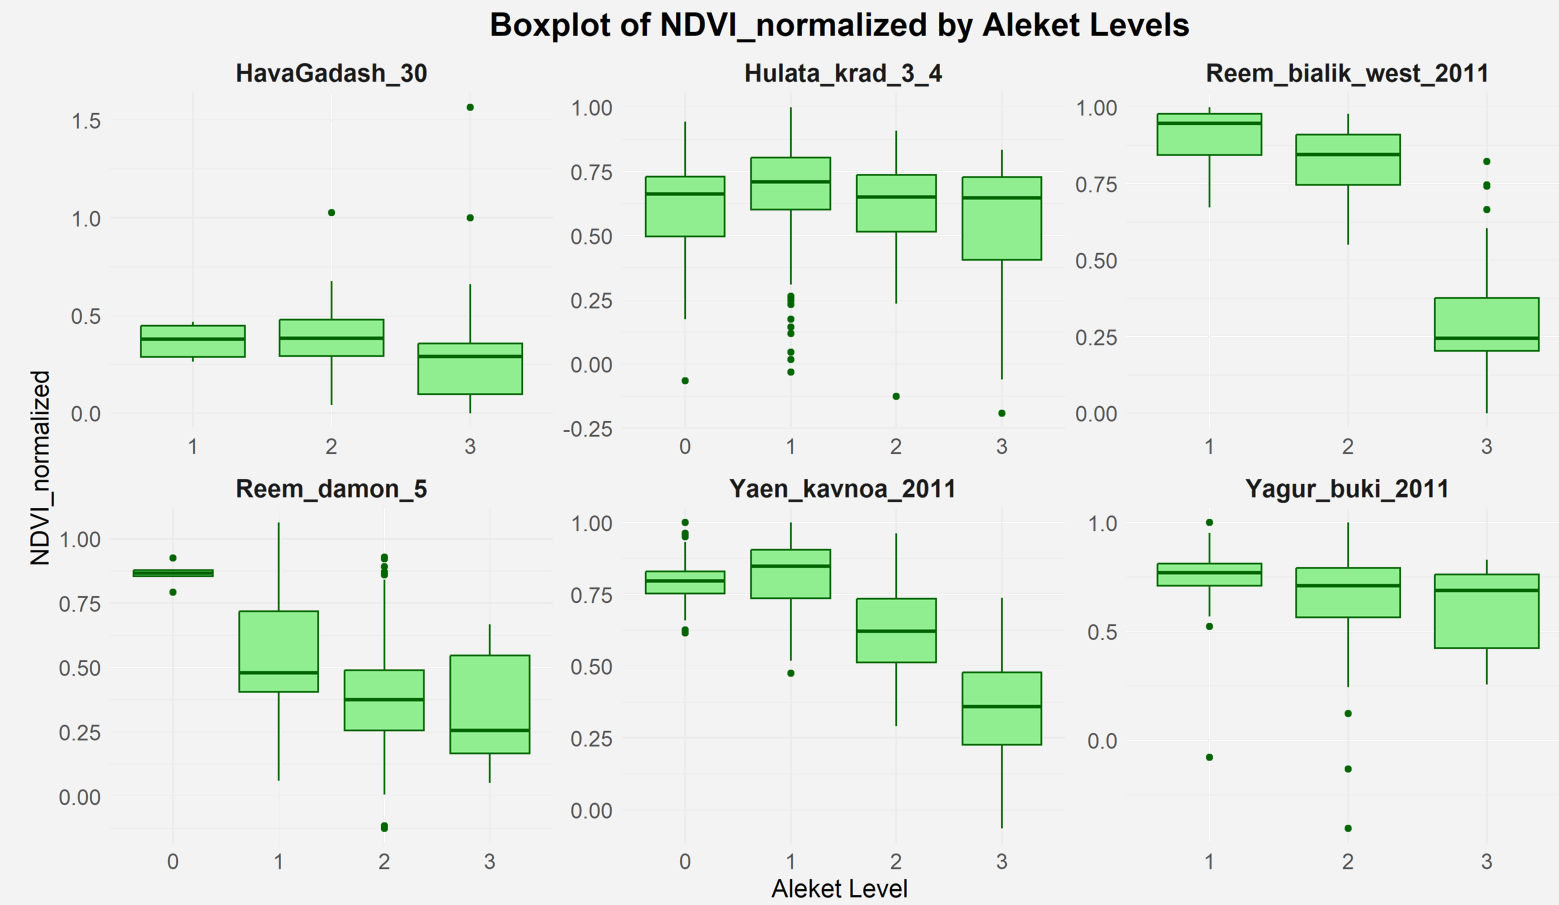 Boxplot of NDVI_normalized by Aleket Levels
HavaGadash_30
Hulata_krad_3_4
Reem_bialik_west_2011
1.5
1.0
0.5
0.0
1 2 3
1.00
0.75
0.50
0.25
0.00
-0.25
0 1 2 3
1.00
0.75
0.50
0.25
0.00
1 2 3
NDVI_normalized
Reem_damon_5
Yaen_kavnoa_2011
Yagur_buki_2011
1.00
0.75
0.50
0.25
0.00
0 1 2 3
1.00
0.75
0.50
0.25
0.00
0 1 2 3
1.0
0.5
0.0
1 2 3
Aleket Level